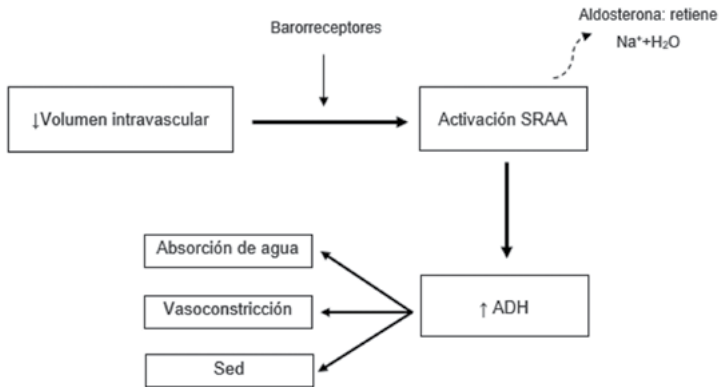 Aldosterona: retiene
Na⁺+H₂O
Barorreceptores
↓Volumen intravascular
Activación SRAA
Absorción de agua
Vasoconstricción
↑ ADH
Sed